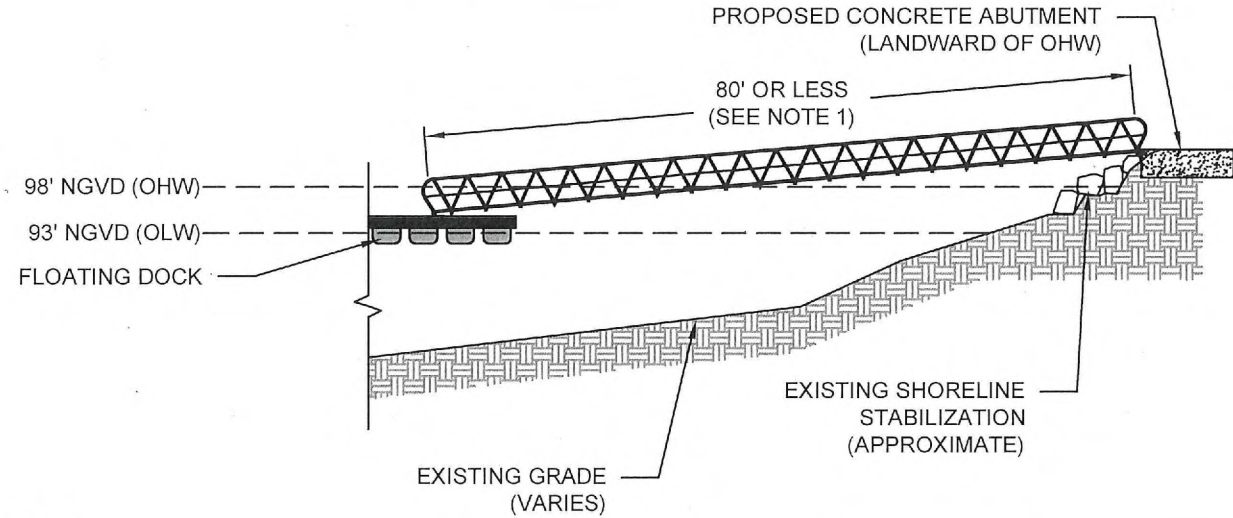 PROPOSED CONCRETE ABUTMENT
(LANDWARD OF OHW)
80' OR LESS
(SEE NOTE 1)
98' NGVD (OHW)
93' NGVD (OLW)
FLOATING DOCK
EXISTING SHORELINE
STABILIZATION
(APPROXIMATE)
EXISTING GRADE
(VARIES)